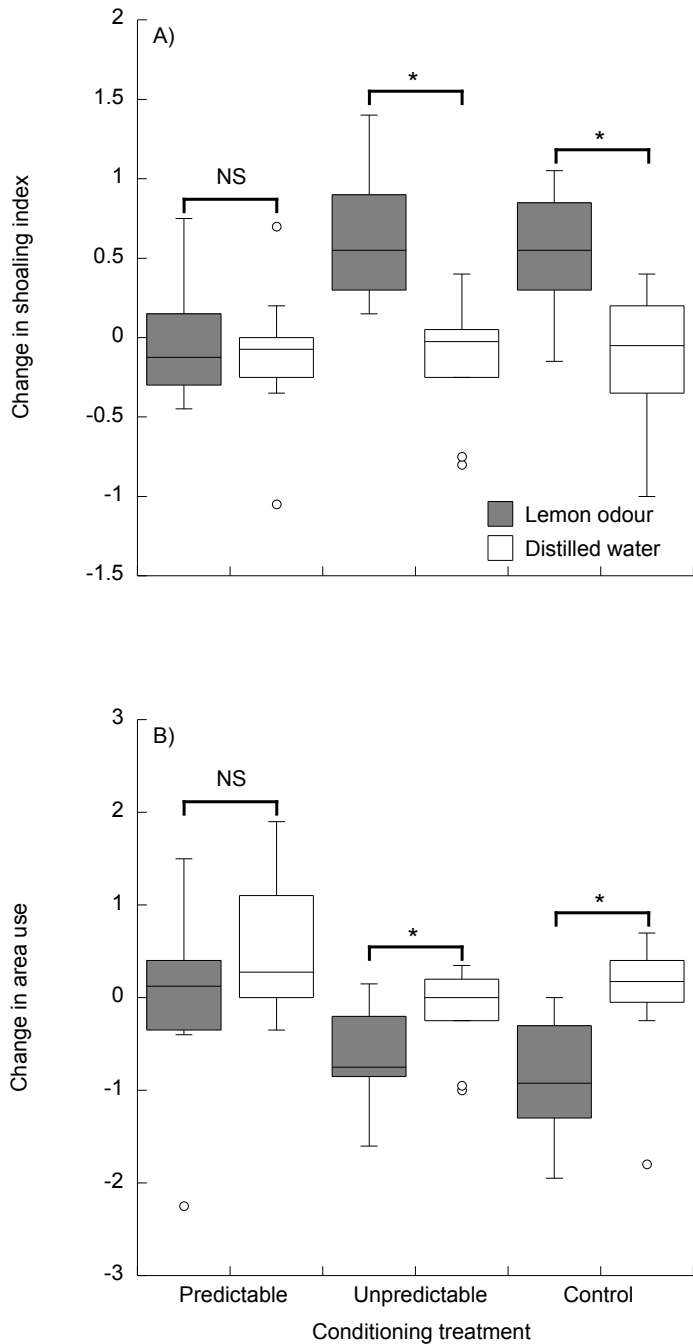 A)
2
1.5
1
0.5
0
-0.5
-1
-1.5
Change in shoaling index
NS
*
*
Lemon odour
Distilled water
B)
3
2
1
0
-1
-2
-3
Change in area use
NS
*
*
Predictable Unpredictable Control
Conditioning treatment